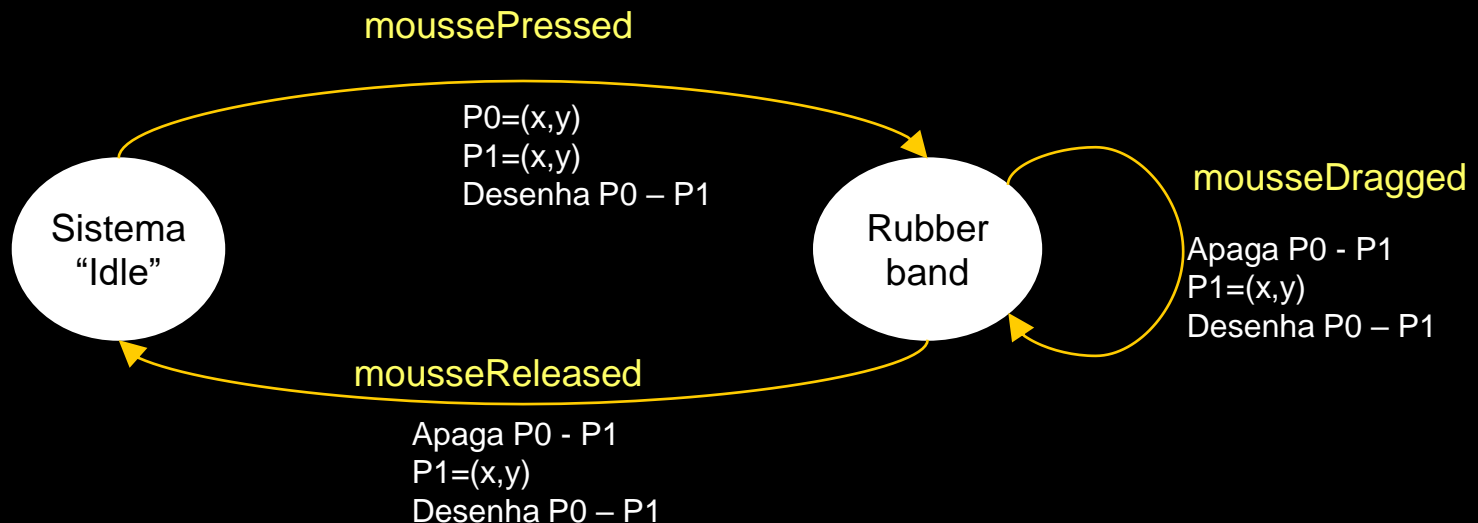 moussePressed
P0=(x,y)
P1=(x,y)
Desenha P0 – P1
Sistema
“Idle”
Rubber
band
mousseDragged
Apaga P0 - P1
P1=(x,y)
Desenha P0 – P1
mousseReleased
Apaga P0 - P1
P1=(x,y)
Desenha P0 – P1